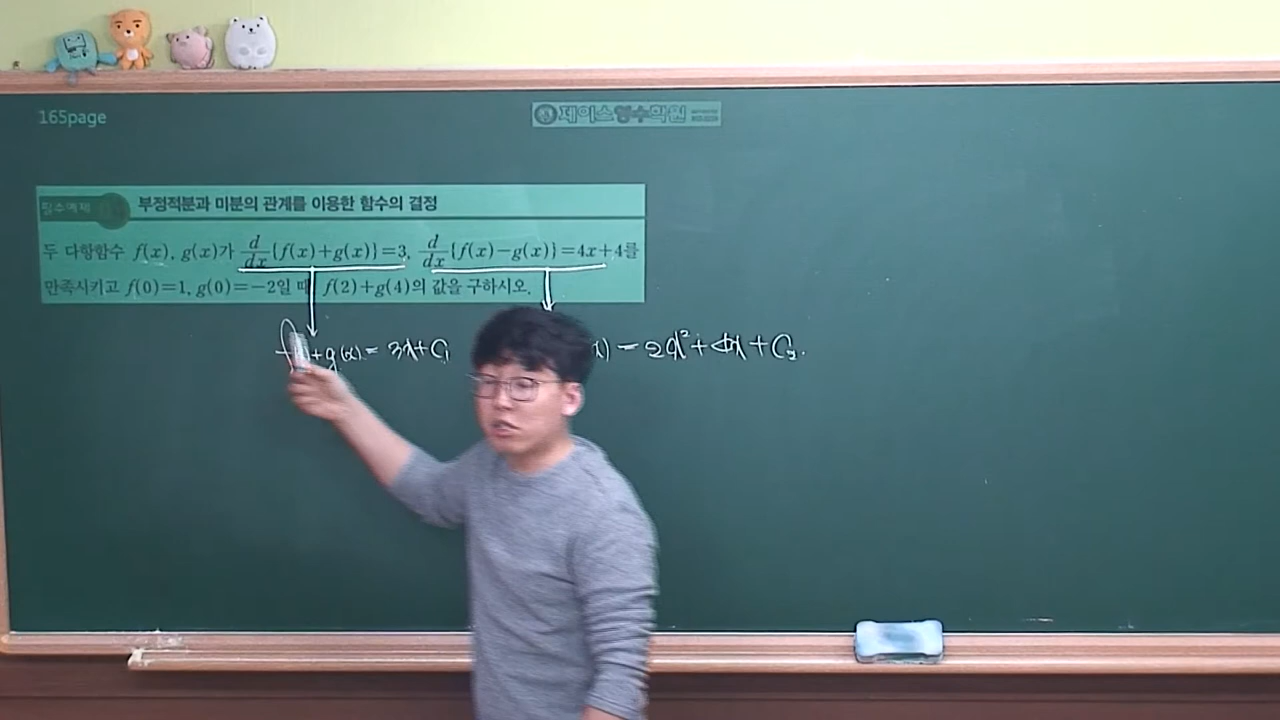 165page
제이스영수학원
필수예제
부정적분과 미분의 관계를 이용한 함수의 결정
두 다항함수 f(x), g(x)가 d/dx{f(x)+g(x)}=3, d/dx{f(x)-g(x)}=4x+4를
만족시키고 f(0)=1, g(0)=-2일 때 f(2)+g(4)의 값을 구하시오.
+g(x)=3x+C₁ x)=2x²+4x+C₂.